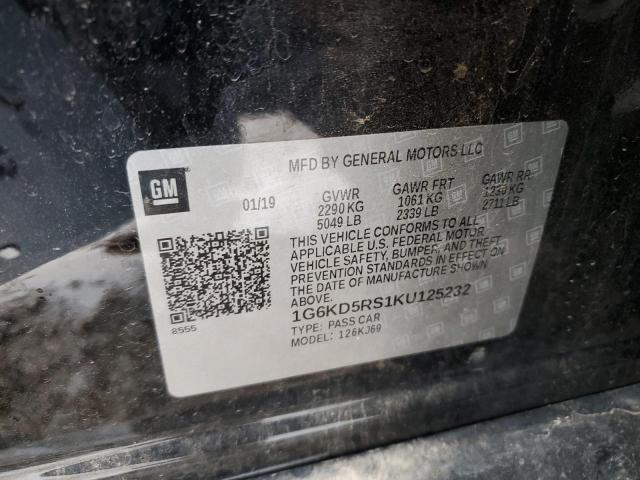 MFD BY GENERAL MOTORS LLC
GM
01/19 GVWR GAWR FRT GAWR RR
2290 KG 1061 KG 1230 KG
5049 LB 2339 LB 2711 LB
THIS VEHICLE CONFORMS TO ALL
APPLICABLE U.S. FEDERAL MOTOR
VEHICLE SAFETY, BUMPER, AND THEFT
PREVENTION STANDARDS IN EFFECT ON
THE DATE OF MANUFACTURE SHOWN
ABOVE.
8555
1G6KD5RS1KU125232
TYPE: PASS CAR
MODEL: 126KJ69